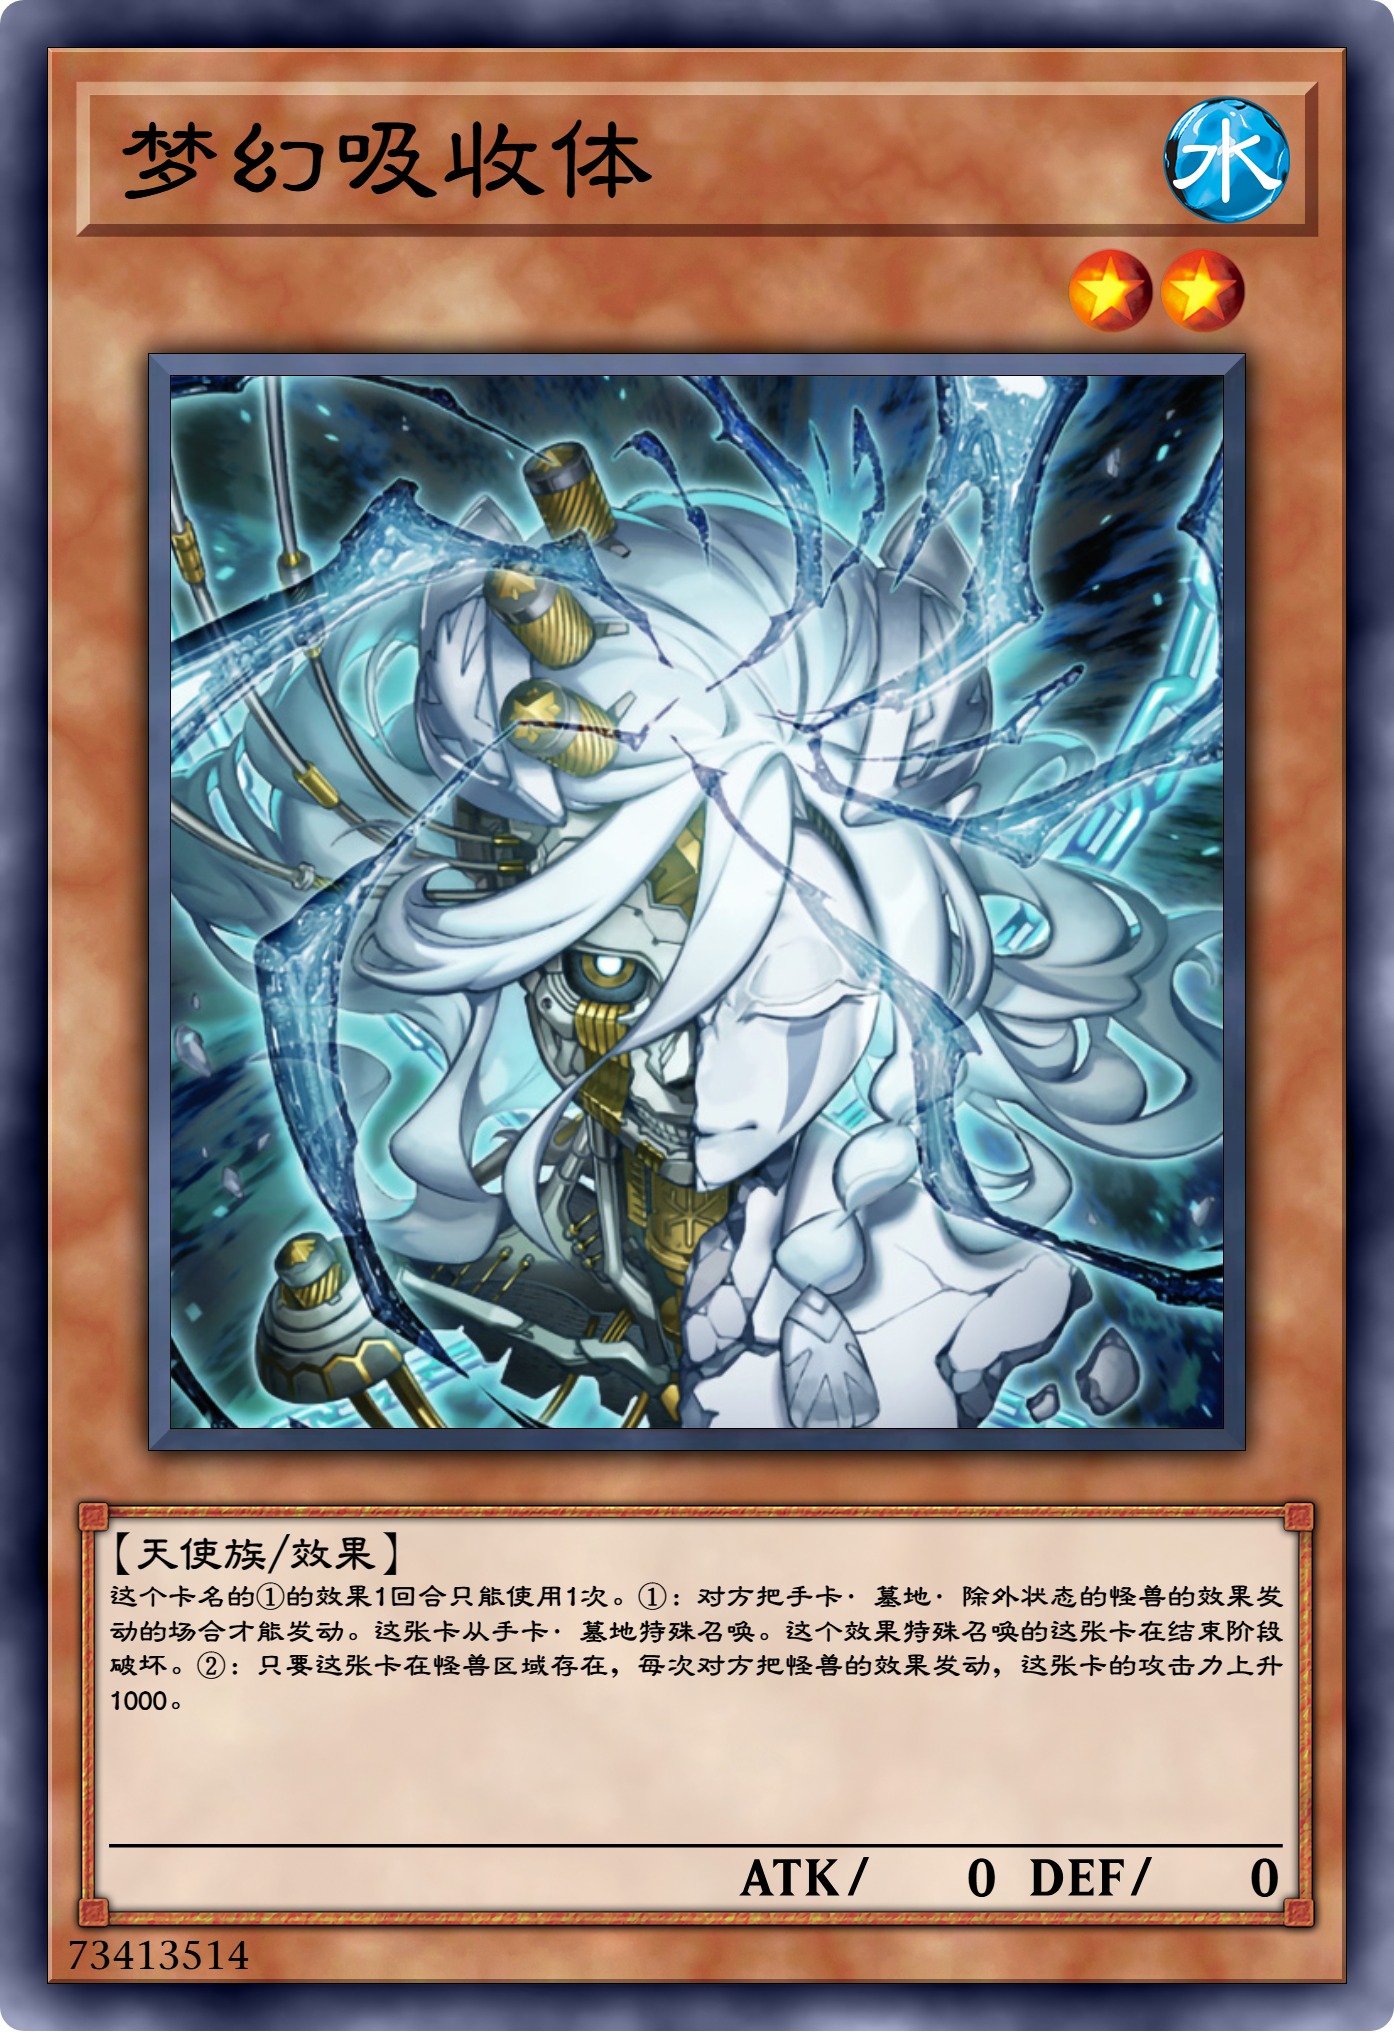 梦幻吸收体
水
【天使族/效果】
这个卡名的①的效果1回合只能使用1次。①：对方把手卡·墓地·除外状态的怪兽的效果发
动的场合才能发动。这张卡从手卡·墓地特殊召唤。这个效果特殊召唤的这张卡在结束阶段
破坏。②：只要这张卡在怪兽区域存在，每次对方把怪兽的效果发动，这张卡的攻击力上升
1000。
ATK/ 0 DEF/ 0
73413514